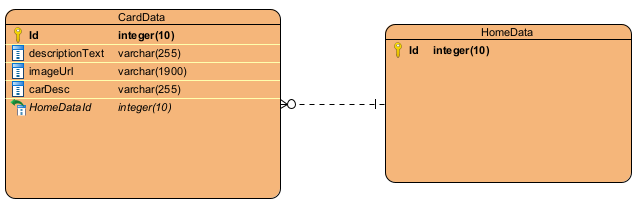 CardData
Id integer(10)
descriptionText varchar(255)
imageUrl varchar(1900)
carDesc varchar(255)
HomeDataId integer(10)
HomeData
Id integer(10)